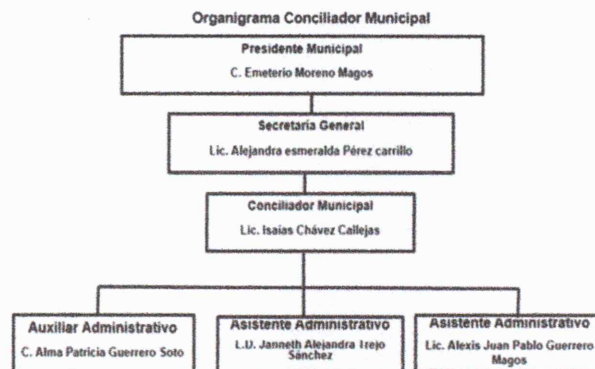 Organigrama Conciliador Municipal
Presidente Municipal
C. Emeterio Moreno Magos
Secretaría General
Lic. Alejandra esmeralda Pérez carrillo
Conciliador Municipal
Lic. Isaías Chávez Callejas
Auxiliar Administrativo
C. Alma Patricia Guerrero Soto
Asistente Administrativo
L.D. Janneth Alejandra Trejo
Sánchez
Asistente Administrativo
Lic. Alexis Juan Pablo Guerrero
Magos